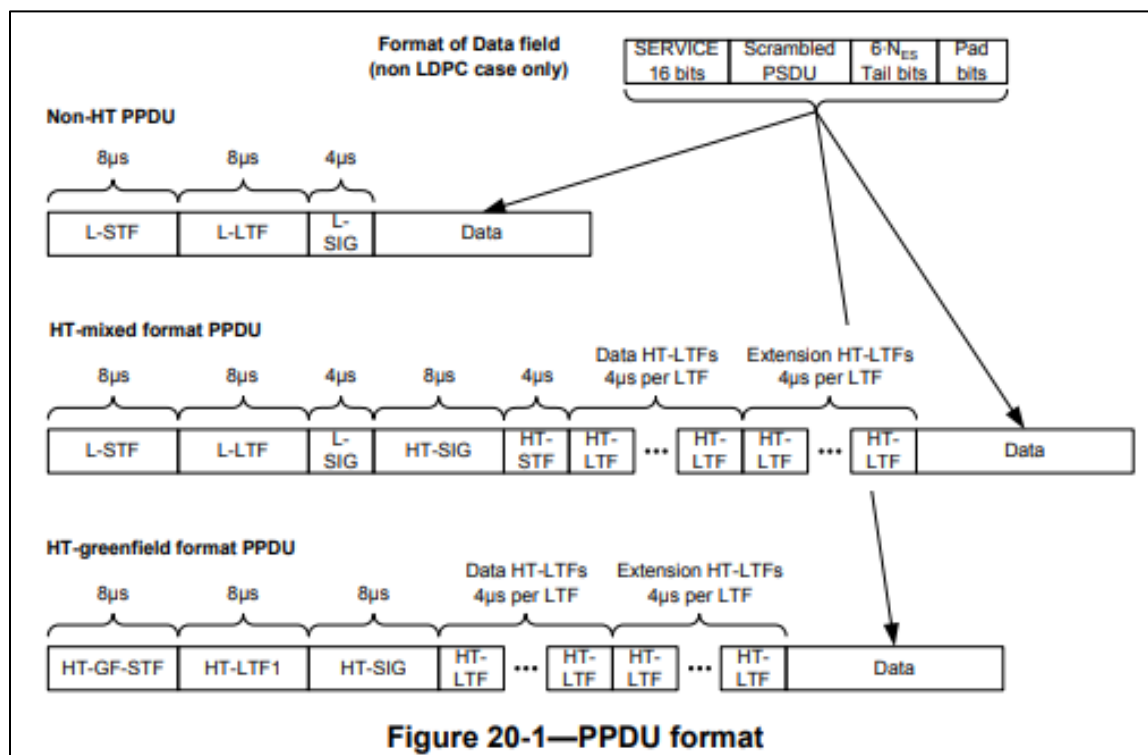 Format of Data field
(non LDPC case only)
SERVICE
16 bits
Scrambled
PSDU
6·NES
Tail bits
Pad
bits
Non-HT PPDU
8µs
8µs
4µs
L-STF
L-LTF
L-
SIG
Data
HT-mixed format PPDU
Data HT-LTFs
4µs per LTF
Extension HT-LTFs
4µs per LTF
8µs
8µs
4µs
8µs
4µs
L-STF
L-LTF
L-
SIG
HT-SIG
HT-
STF
HT-
LTF
•••
HT-
LTF
HT-
LTF
•••
HT-
LTF
Data
HT-greenfield format PPDU
Data HT-LTFs
4µs per LTF
Extension HT-LTFs
4µs per LTF
8µs
8µs
8µs
HT-GF-STF
HT-LTF1
HT-SIG
HT-
LTF
•••
HT-
LTF
HT-
LTF
•••
HT-
LTF
Data
Figure 20-1—PPDU format